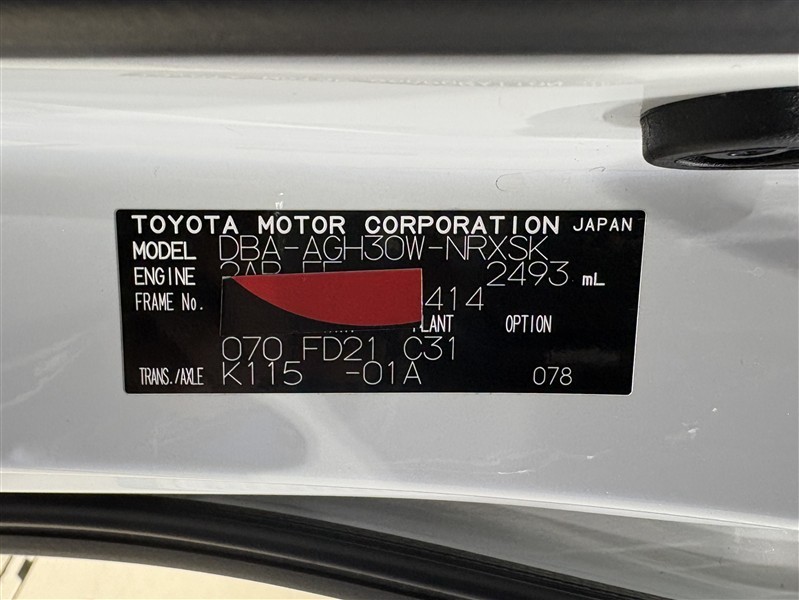 TOYOTA MOTOR CORPORATION JAPAN
MODEL DBA-AGH30W-NRXSK
ENGINE 2493 mL
FRAME No. 414
PLANT OPTION
070 FD21 C31
TRANS./AXLE K115 -01A 078